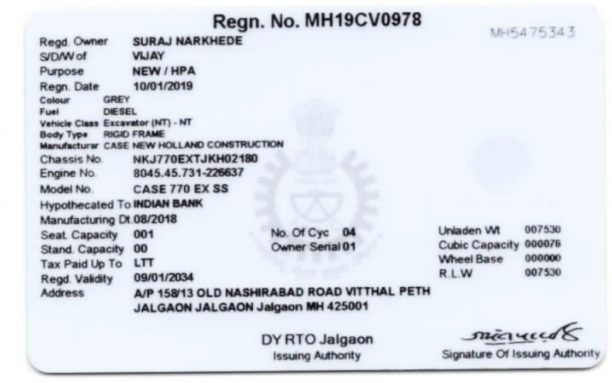 Regn. No. MH19CV0978
MH5475343
Regd. Owner SURAJ NARKHEDE
S/D/W of VIJAY
Purpose NEW / HPA
Regn. Date 10/01/2019
Colour GREY
Fuel DIESEL
Vehicle Class Excavator (NT) - NT
Body Type RIGID FRAME
Manufacturar CASE NEW HOLLAND CONSTRUCTION
Chassis No. NKJ770EXTJKH02180
Engine No. 8045.45.731-226637
Model No. CASE 770 EX SS
Hypothecated To INDIAN BANK
Manufacturing Dt. 08/2018
Seat. Capacity 001 No. Of Cyc 04 Unladen Wt 007530
Stand. Capacity 00 Owner Serial 01 Cubic Capacity 000076
Tax Paid Up To LTT Wheel Base 000000
Regd. Validity 09/01/2034 R.L.W 007530
Address A/P 158/13 OLD NASHIRABAD ROAD VITTHAL PETH
JALGAON JALGAON Jalgaon MH 425001
DY RTO Jalgaon
Issuing Authority
Signature Of Issuing Authority